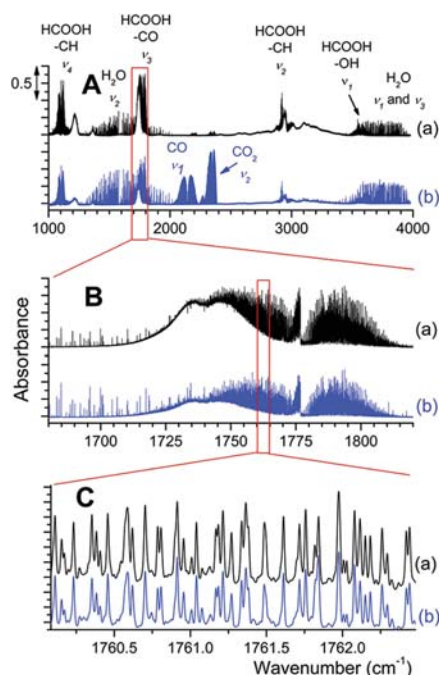 HCOOH HCOOH HCOOH HCOOH
-CH -CO -CH -OH
ν4 H2O ν3 ν2 ν1 H2O
ν2 ν1 and ν3
0.5 A (a)
CO CO2
ν1 ν2 (b)
1000 2000 3000 4000
B (a)
(b)
Absorbance
1700 1725 1750 1775 1800
C (a)
(b)
1760.5 1761.0 1761.5 1762.0
Wavenumber (cm-1)